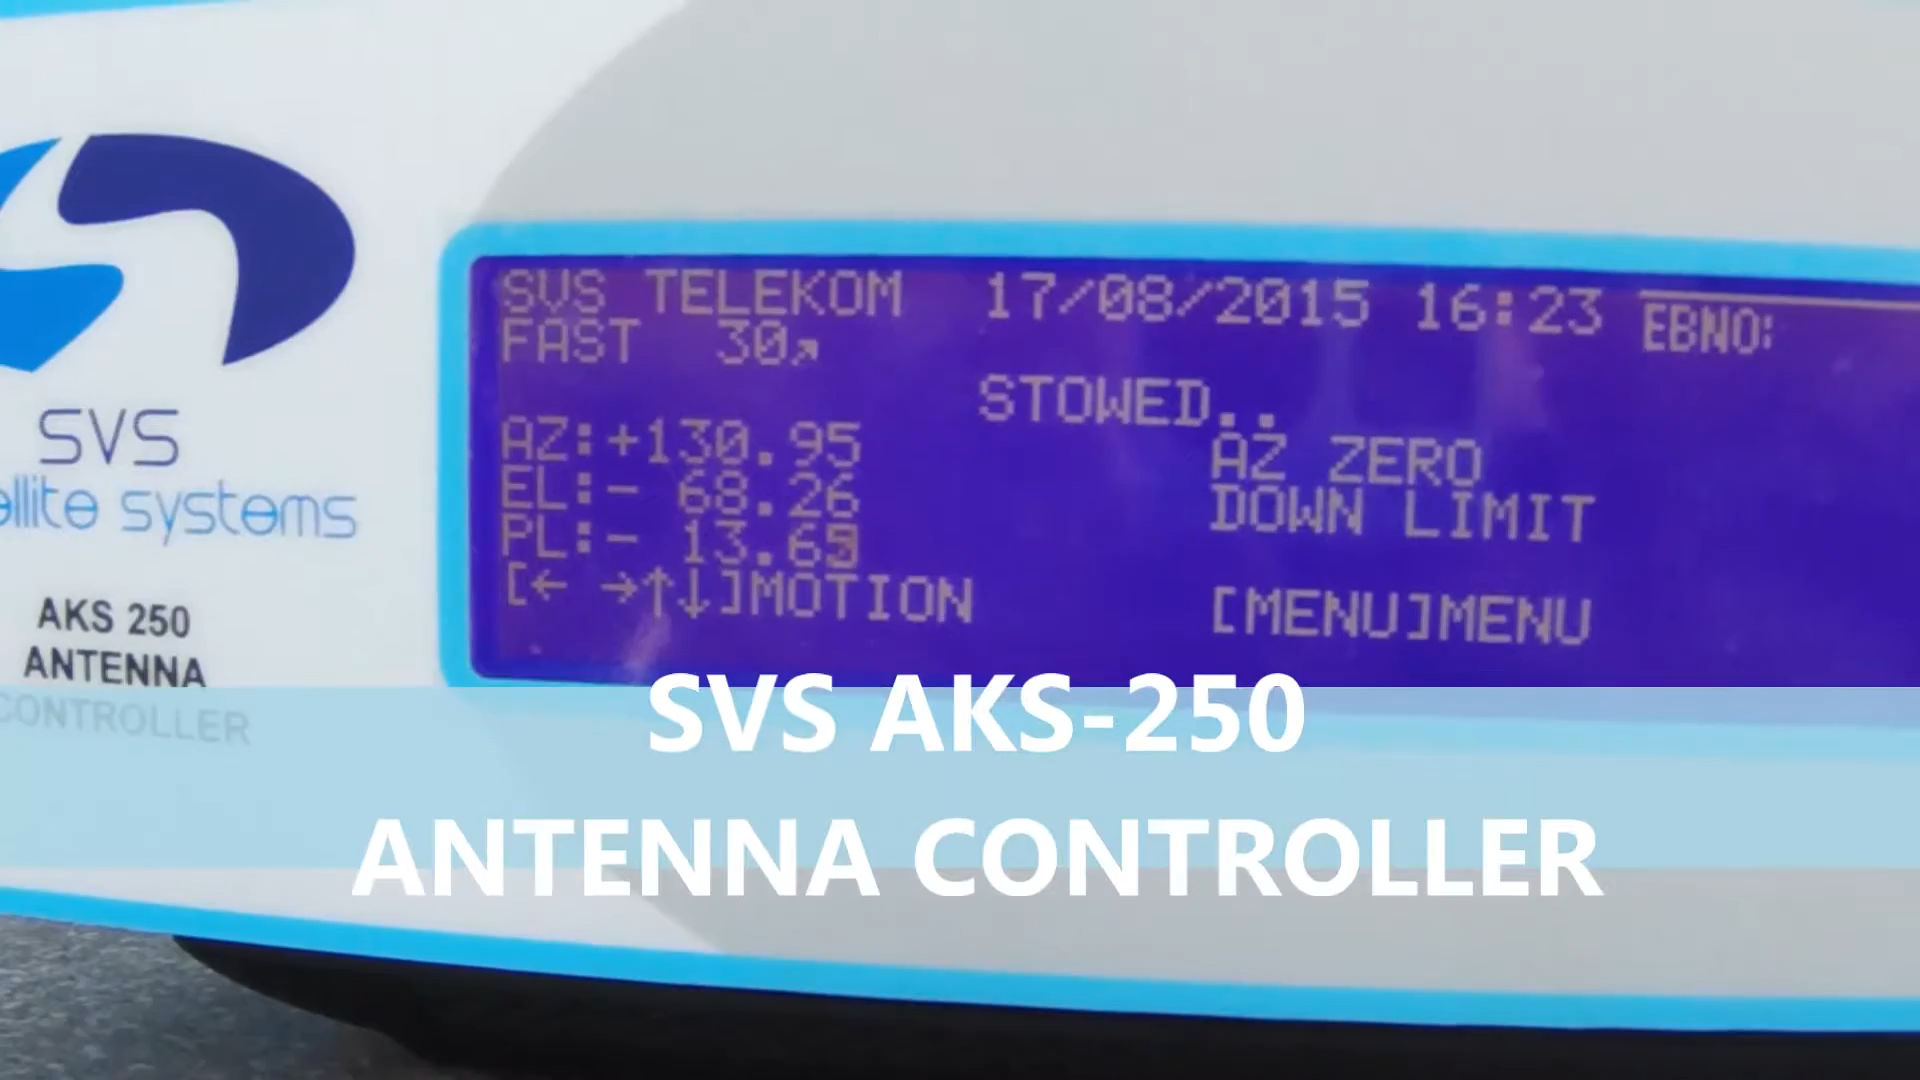 SVS
ellite systems
AKS 250
ANTENNA
CONTROLLER
SVS TELEKOM 17/08/2015 16:23 EBNO:
FAST 30↗
STOWED..
AZ:+130.95 AZ ZERO
EL:- 68.26 DOWN LIMIT
PL:- 13.65
[← →↑↓]MOTION [MENU]MENU
SVS AKS-250
ANTENNA CONTROLLER